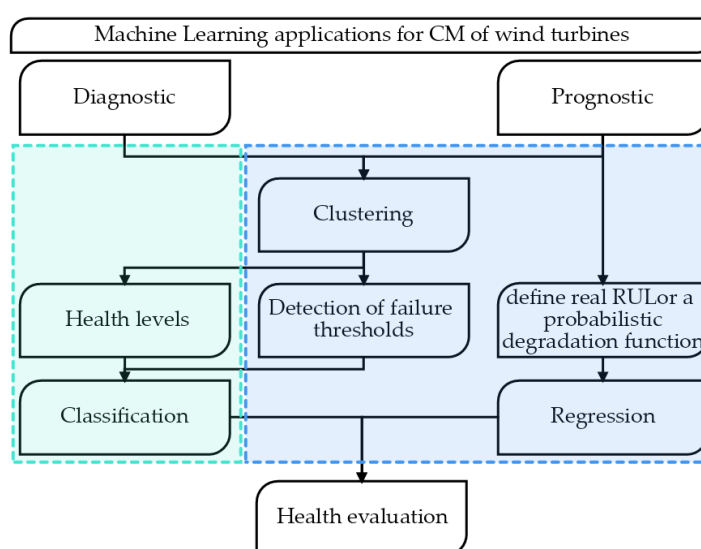 Machine Learning applications for CM of wind turbines
Diagnostic
Prognostic
Clustering
Health levels
Detection of failure
thresholds
define real RULor a
probabilistic
degradation function
Classification
Regression
Health evaluation